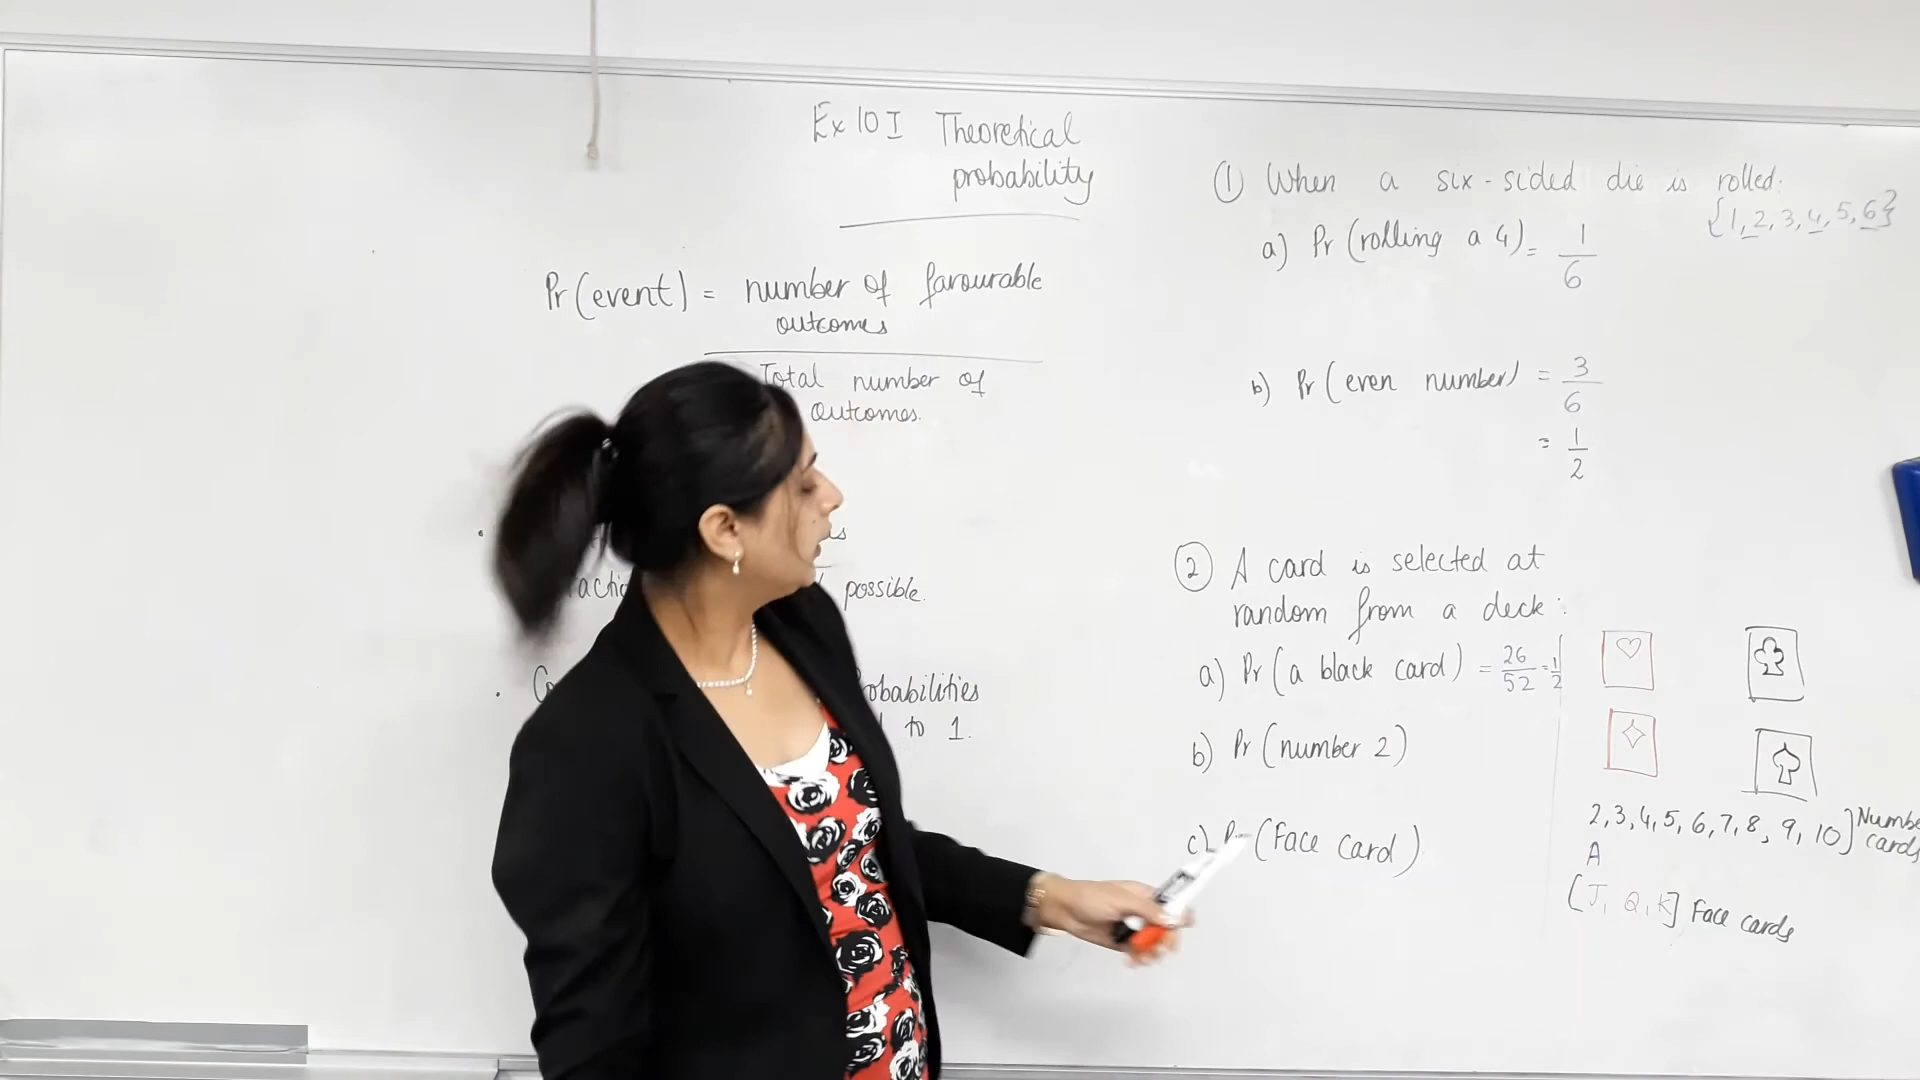 Ex 10 I Theoretical
probability
Pr (event) = number of favourable
outcomes
Total number of
outcomes.
possible.
to 1.
① When a six-sided die is rolled:
{1, 2, 3, 4, 5, 6}
a) Pr (rolling a 4) = 1
6
b) Pr (even number) = 3
6
= 1
2
② A card is selected at
random from a deck:
a) Pr (a black card) = 26/52 = 1/2
b) Pr (number 2)
c) (Face card)
2, 3, 4, 5, 6, 7, 8, 9, 10]
cards
A
[J, Q, K] Face cards